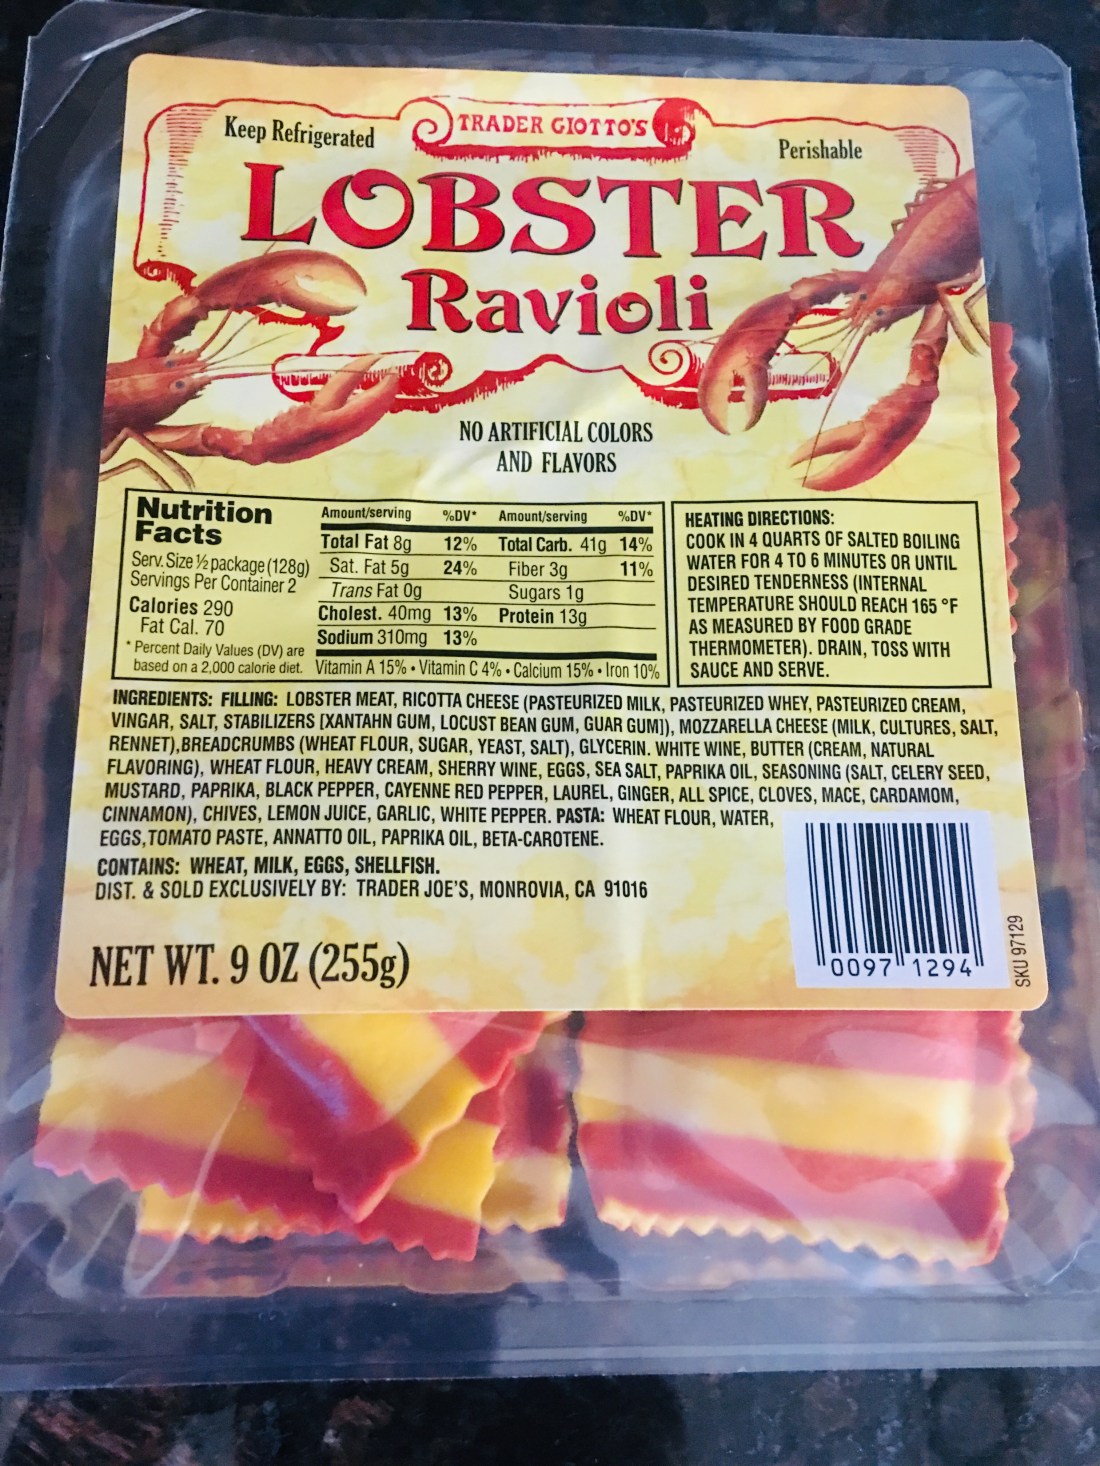 TRADER GIOTTO'S
Keep Refrigerated
Perishable
LOBSTER
Ravioli
NO ARTIFICIAL COLORS
AND FLAVORS
Nutrition
Facts
Serv. Size ½ package (128g)
Servings Per Container 2
Calories 290
Fat Cal. 70
* Percent Daily Values (DV) are
based on a 2,000 calorie diet.
Amount/serving %DV* Amount/serving %DV*
Total Fat 8g 12% Total Carb. 41g 14%
Sat. Fat 5g 24% Fiber 3g 11%
Trans Fat 0g Sugars 1g
Cholest. 40mg 13% Protein 13g
Sodium 310mg 13%
Vitamin A 15% • Vitamin C 4% • Calcium 15% • Iron 10%
HEATING DIRECTIONS:
COOK IN 4 QUARTS OF SALTED BOILING
WATER FOR 4 TO 6 MINUTES OR UNTIL
DESIRED TENDERNESS (INTERNAL
TEMPERATURE SHOULD REACH 165 °F
AS MEASURED BY FOOD GRADE
THERMOMETER). DRAIN, TOSS WITH
SAUCE AND SERVE.
INGREDIENTS: FILLING: LOBSTER MEAT, RICOTTA CHEESE (PASTEURIZED MILK, PASTEURIZED WHEY, PASTEURIZED CREAM,
VINGAR, SALT, STABILIZERS [XANTAHN GUM, LOCUST BEAN GUM, GUAR GUM]), MOZZARELLA CHEESE (MILK, CULTURES, SALT,
RENNET),BREADCRUMBS (WHEAT FLOUR, SUGAR, YEAST, SALT), GLYCERIN. WHITE WINE, BUTTER (CREAM, NATURAL
FLAVORING), WHEAT FLOUR, HEAVY CREAM, SHERRY WINE, EGGS, SEA SALT, PAPRIKA OIL, SEASONING (SALT, CELERY SEED,
MUSTARD, PAPRIKA, BLACK PEPPER, CAYENNE RED PEPPER, LAUREL, GINGER, ALL SPICE, CLOVES, MACE, CARDAMOM,
CINNAMON), CHIVES, LEMON JUICE, GARLIC, WHITE PEPPER. PASTA: WHEAT FLOUR, WATER,
EGGS,TOMATO PASTE, ANNATTO OIL, PAPRIKA OIL, BETA-CAROTENE.
CONTAINS: WHEAT, MILK, EGGS, SHELLFISH.
DIST. & SOLD EXCLUSIVELY BY: TRADER JOE'S, MONROVIA, CA 91016
NET WT. 9 OZ (255g)
0097 1294
SKU 97129